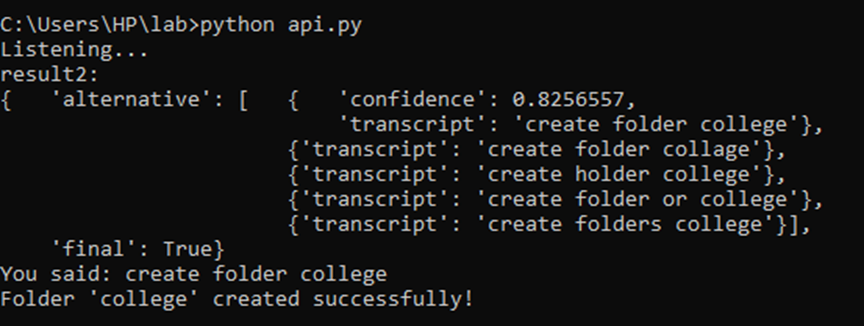 C:\Users\HP\lab>python api.py
Listening...
result2:
{   'alternative': [   {   'confidence': 0.8256557,
                           'transcript': 'create folder college'},
                       {'transcript': 'create folder collage'},
                       {'transcript': 'create holder college'},
                       {'transcript': 'create folder or college'},
                       {'transcript': 'create folders college'}],
    'final': True}
You said: create folder college
Folder 'college' created successfully!